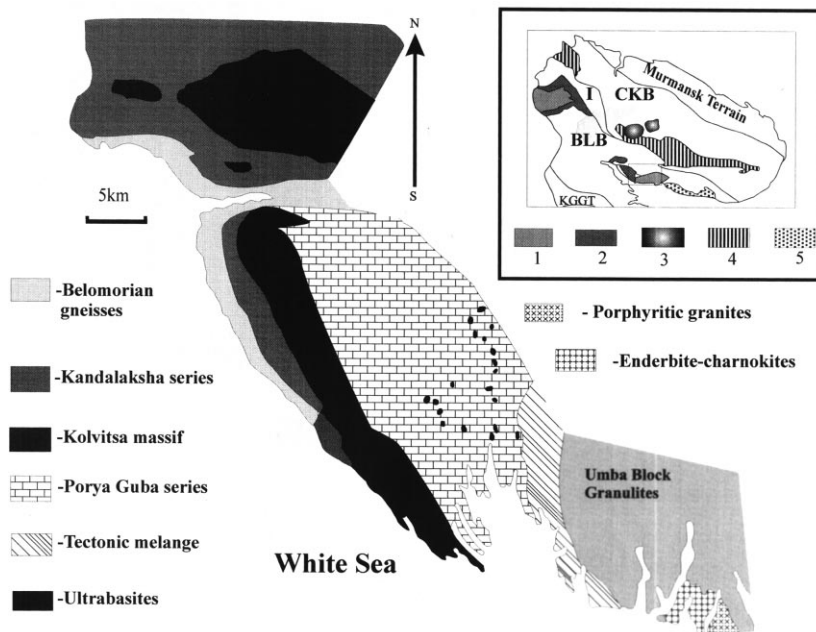 N
S
5km
Murmansk Terrain
I
CKB
BLB
KGGT
1
2
3
4
5
-Belomorian
gneisses
-Kandalaksha series
-Kolvitsa massif
-Porya Guba series
-Tectonic melange
-Ultrabasites
- Porphyritic granites
-Enderbite-charnokites
Umba Block
Granulites
White Sea